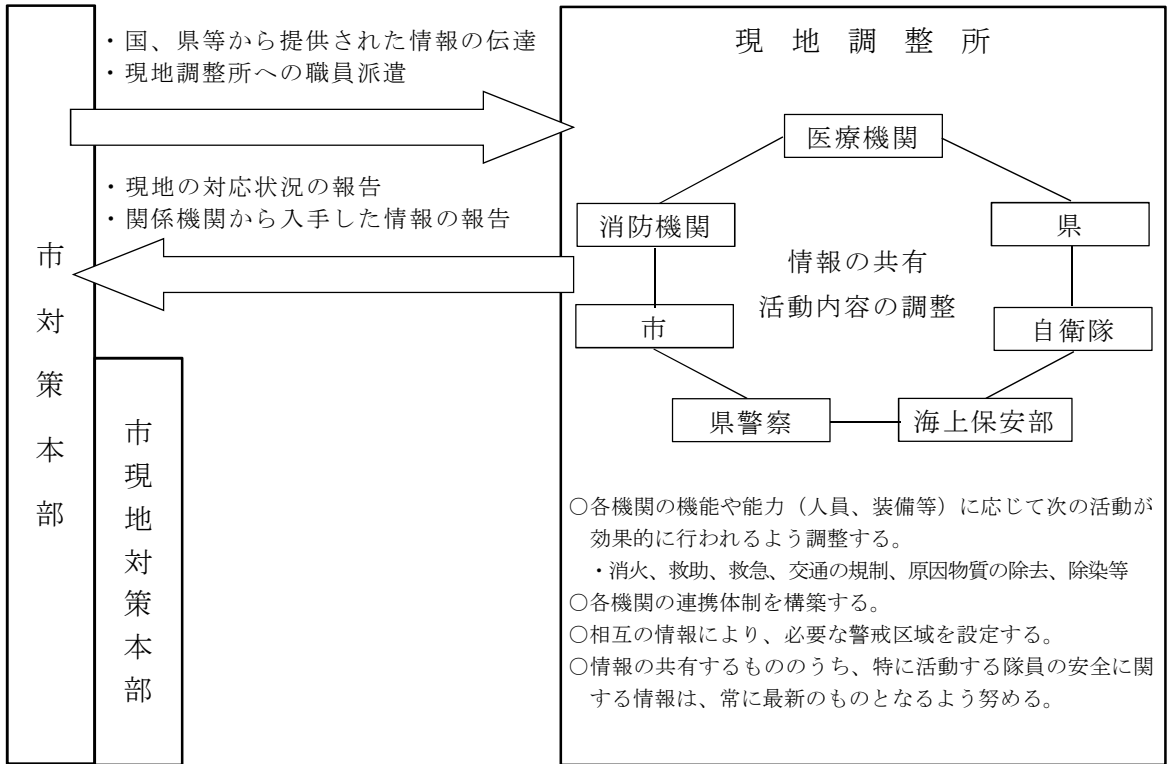 市対策本部
市現地対策本部
・国、県等から提供された情報の伝達
・現地調整所への職員派遣
・現地の対応状況の報告
・関係機関から入手した情報の報告
現地調整所
医療機関
消防機関
県
情報の共有
活動内容の調整
市
自衛隊
県警察
海上保安部
○各機関の機能や能力（人員、装備等）に応じて次の活動が
効果的に行われるよう調整する。
・消火、救助、救急、交通の規制、原因物質の除去、除染等
○各機関の連携体制を構築する。
○相互の情報により、必要な警戒区域を設定する。
○情報の共有するもののうち、特に活動する隊員の安全に関
する情報は、常に最新のものとなるよう努める。